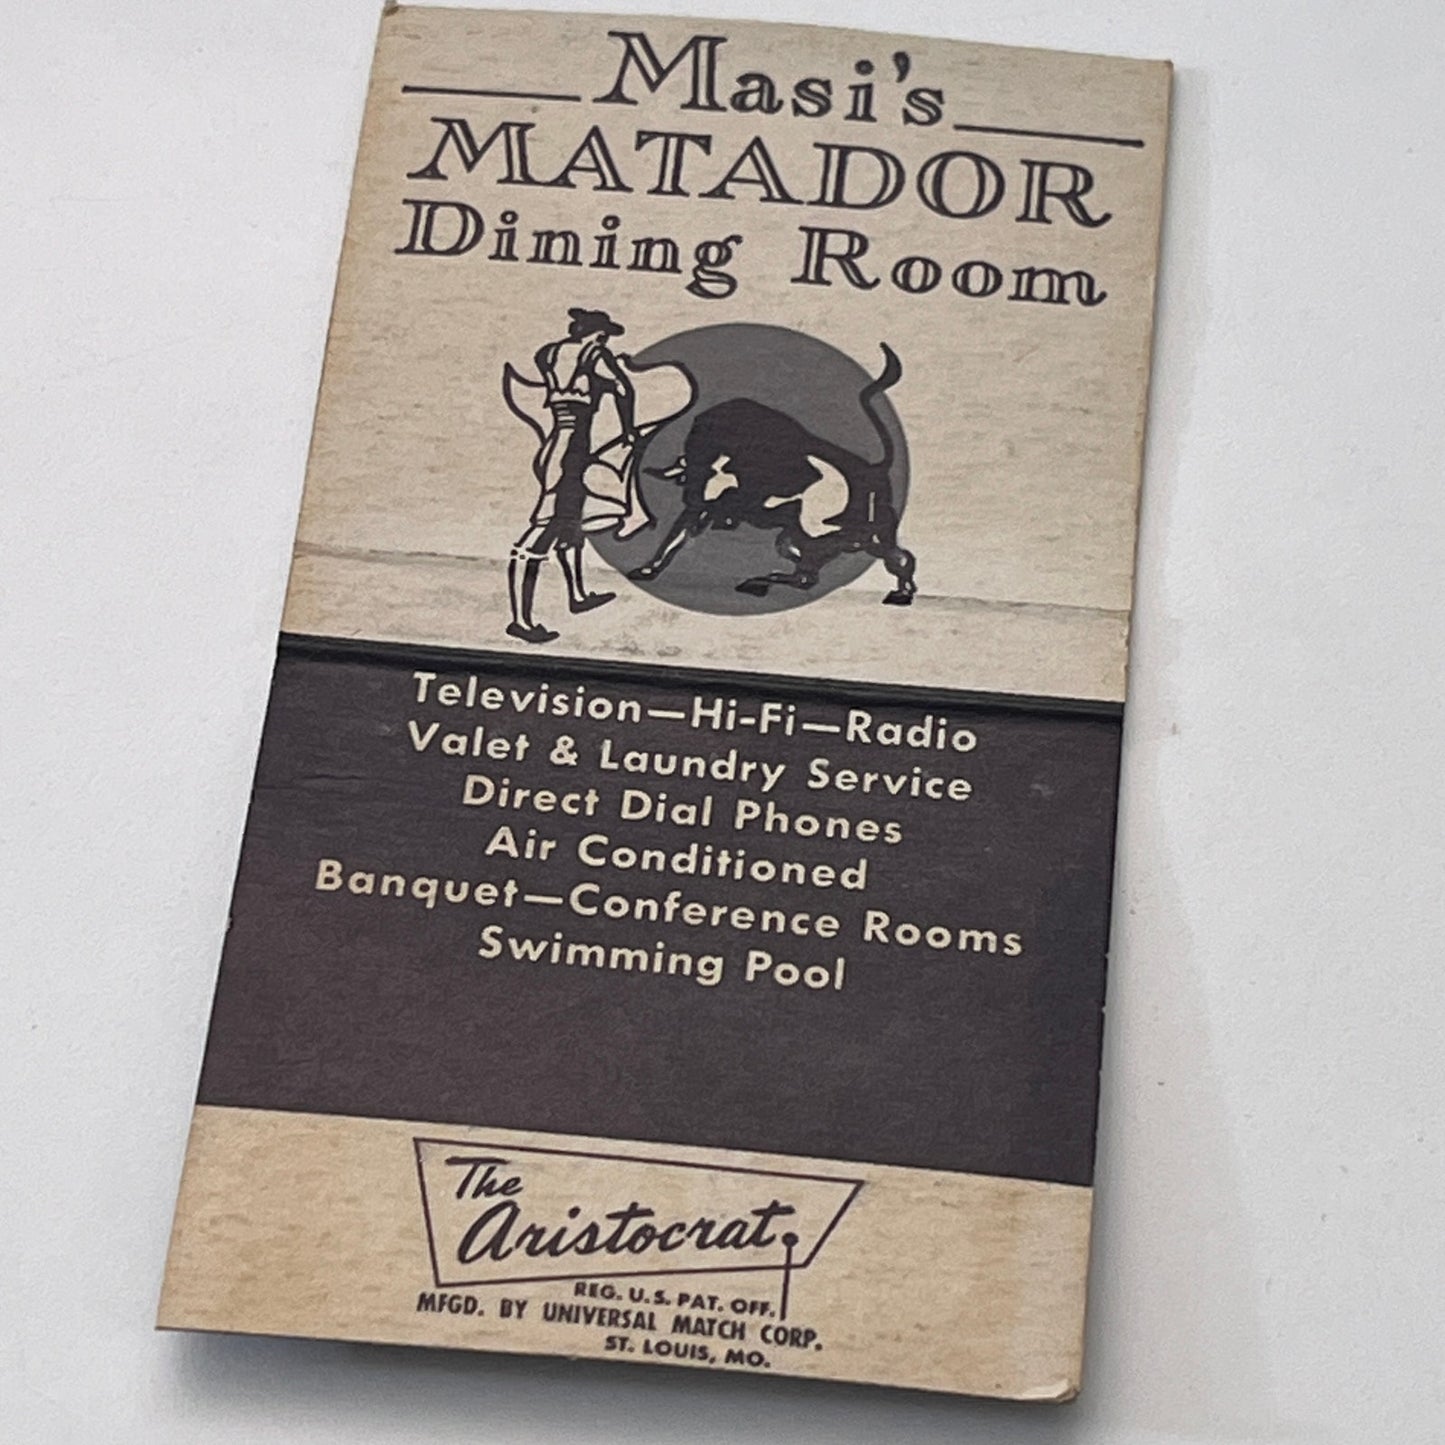 Masi's
MATADOR
Dining Room
Television—Hi-Fi—Radio
Valet & Laundry Service
Direct Dial Phones
Air Conditioned
Banquet—Conference Rooms
Swimming Pool
The
Aristocrat
REG. U.S. PAT. OFF.
MFGD. BY UNIVERSAL MATCH CORP.
ST. LOUIS, MO.